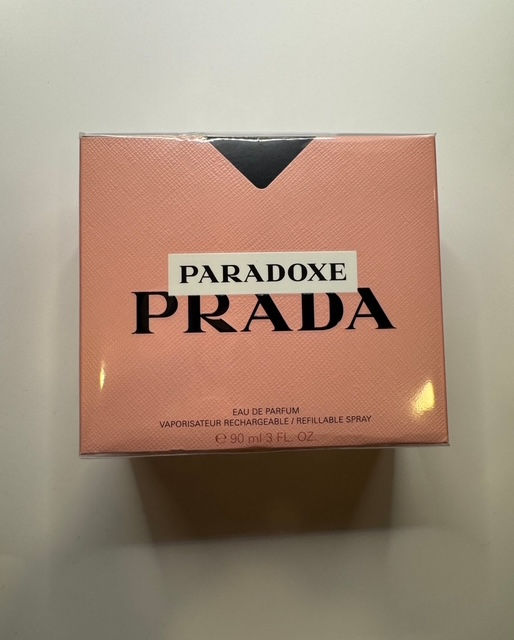 PARADOXE
PRADA
EAU DE PARFUM
VAPORISATEUR RECHARGEABLE / REFILLABLE SPRAY
℮ 90 ml 3 FL. OZ.